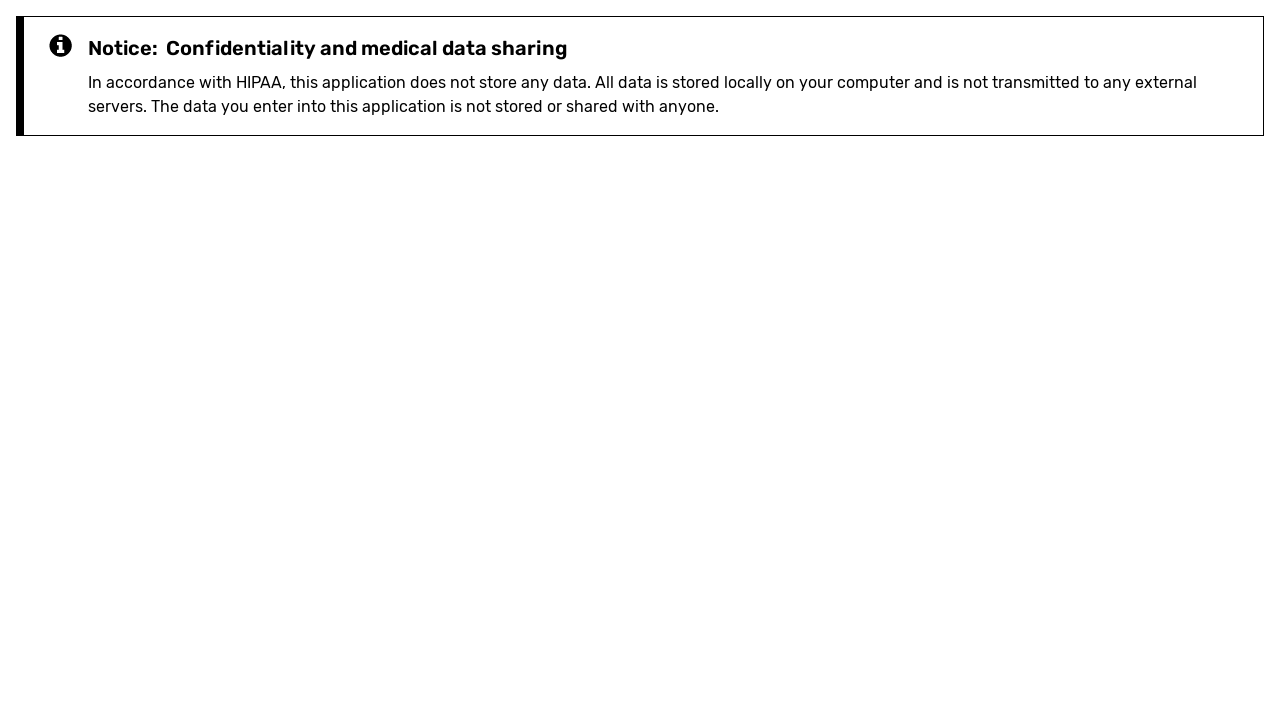 Notice: Confidentiality and medical data sharing
In accordance with HIPAA, this application does not store any data. All data is stored locally on your computer and is not transmitted to any external
servers. The data you enter into this application is not stored or shared with anyone.